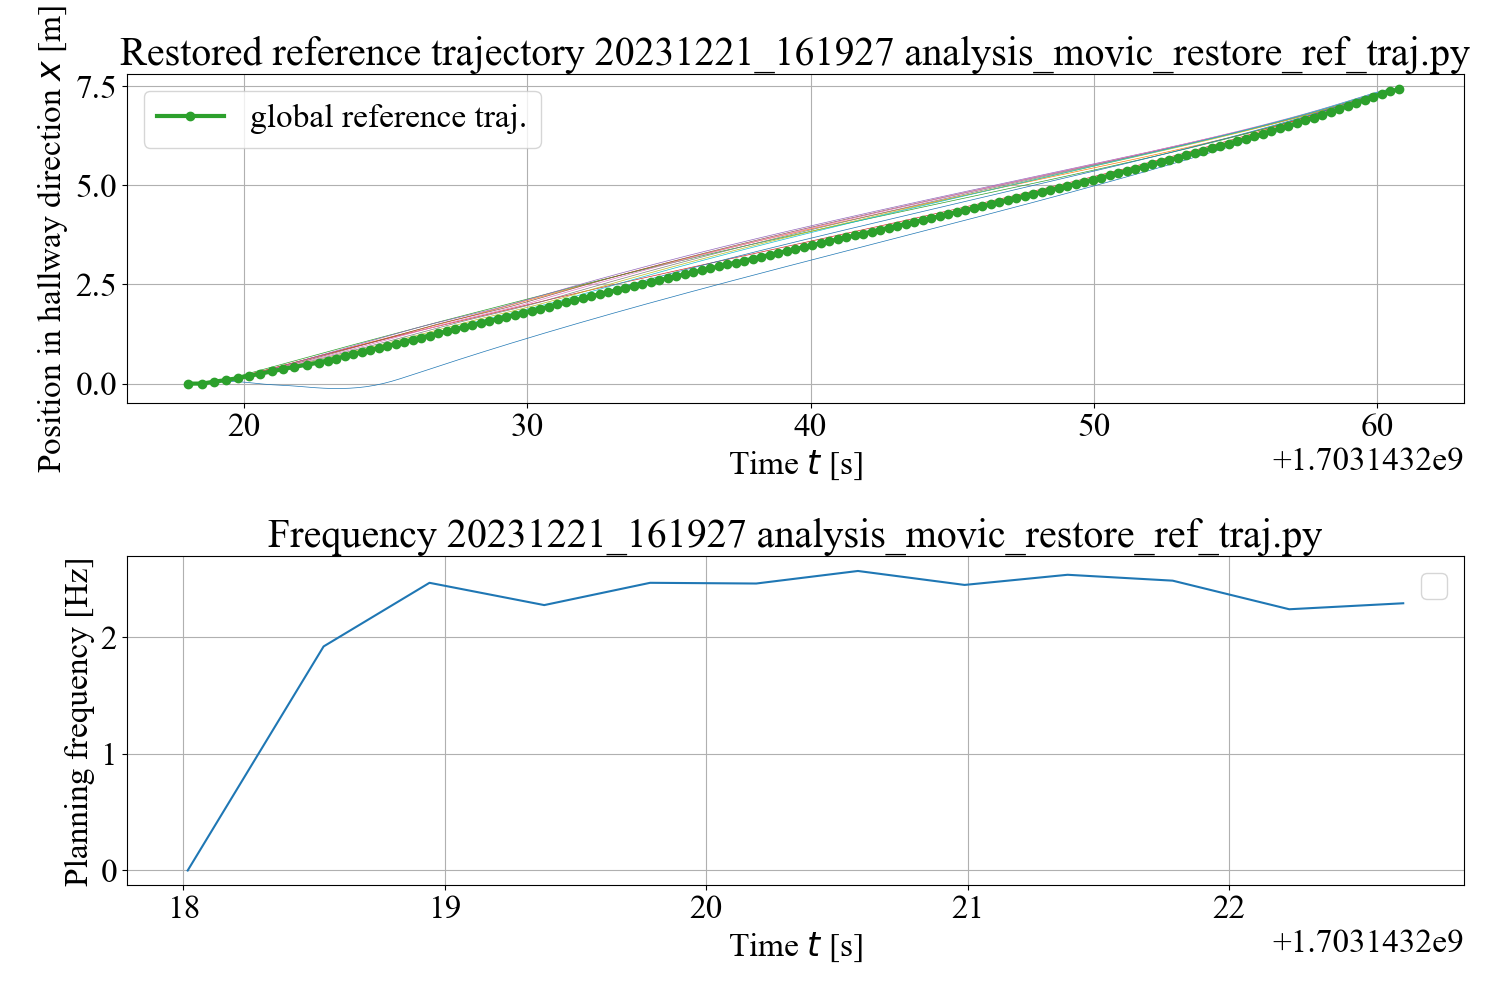 Restored reference trajectory 20231221_161927 analysis_movic_restore_ref_traj.py
Position in hallway direction x [m]
7.5
5.0
2.5
0.0
global reference traj.
20 30 40 50 60
Time t [s]
+1.7031432e9
Frequency 20231221_161927 analysis_movic_restore_ref_traj.py
Planning frequency [Hz]
2
1
0
18 19 20 21 22
Time t [s]
+1.7031432e9